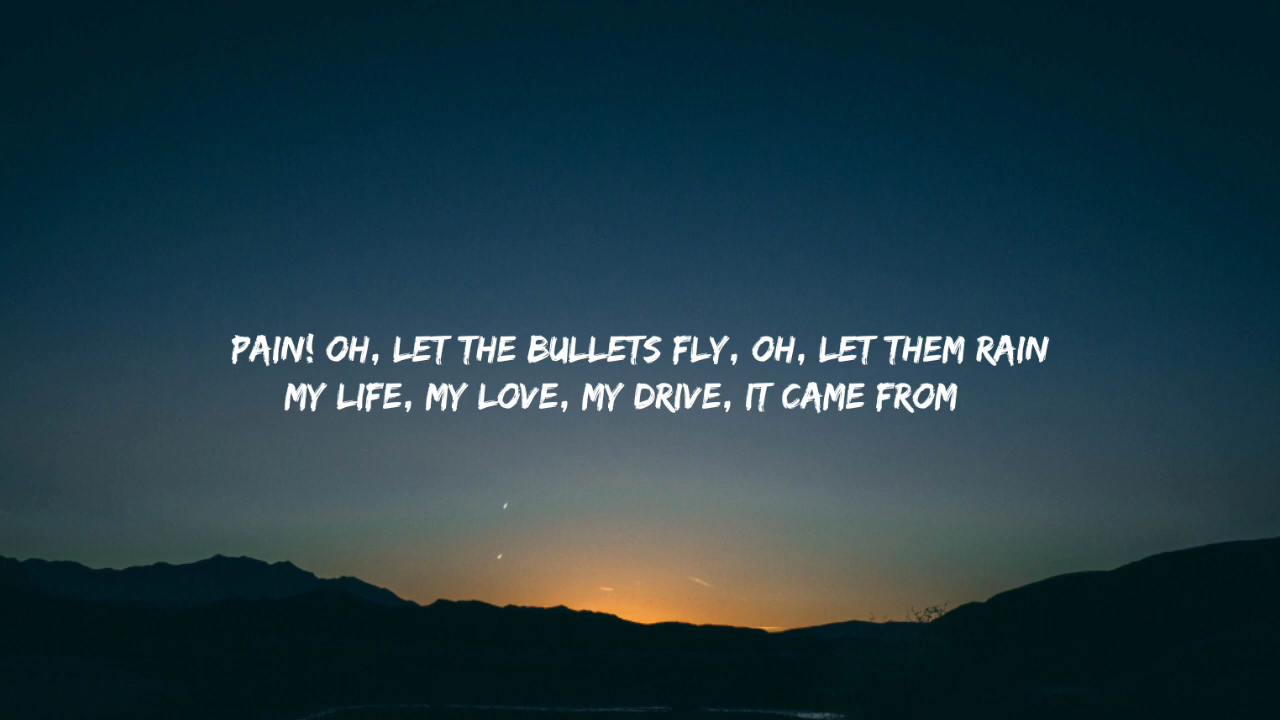 PAIN! OH, LET THE BULLETS FLY, OH, LET THEM RAIN
MY LIFE, MY LOVE, MY DRIVE, IT CAME FROM